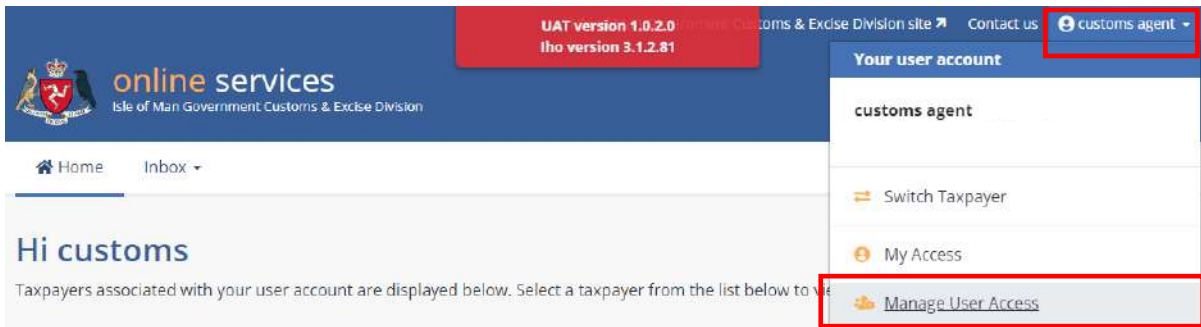 UAT version 1.0.2.0
Iho version 3.1.2.81
toms & Excise Division site
Contact us
customs agent
online services
Isle of Man Government Customs & Excise Division
Your user account
customs agent
Home
Inbox
Switch Taxpayer
My Access
Manage User Access
Hi customs
Taxpayers associated with your user account are displayed below. Select a taxpayer from the list below to